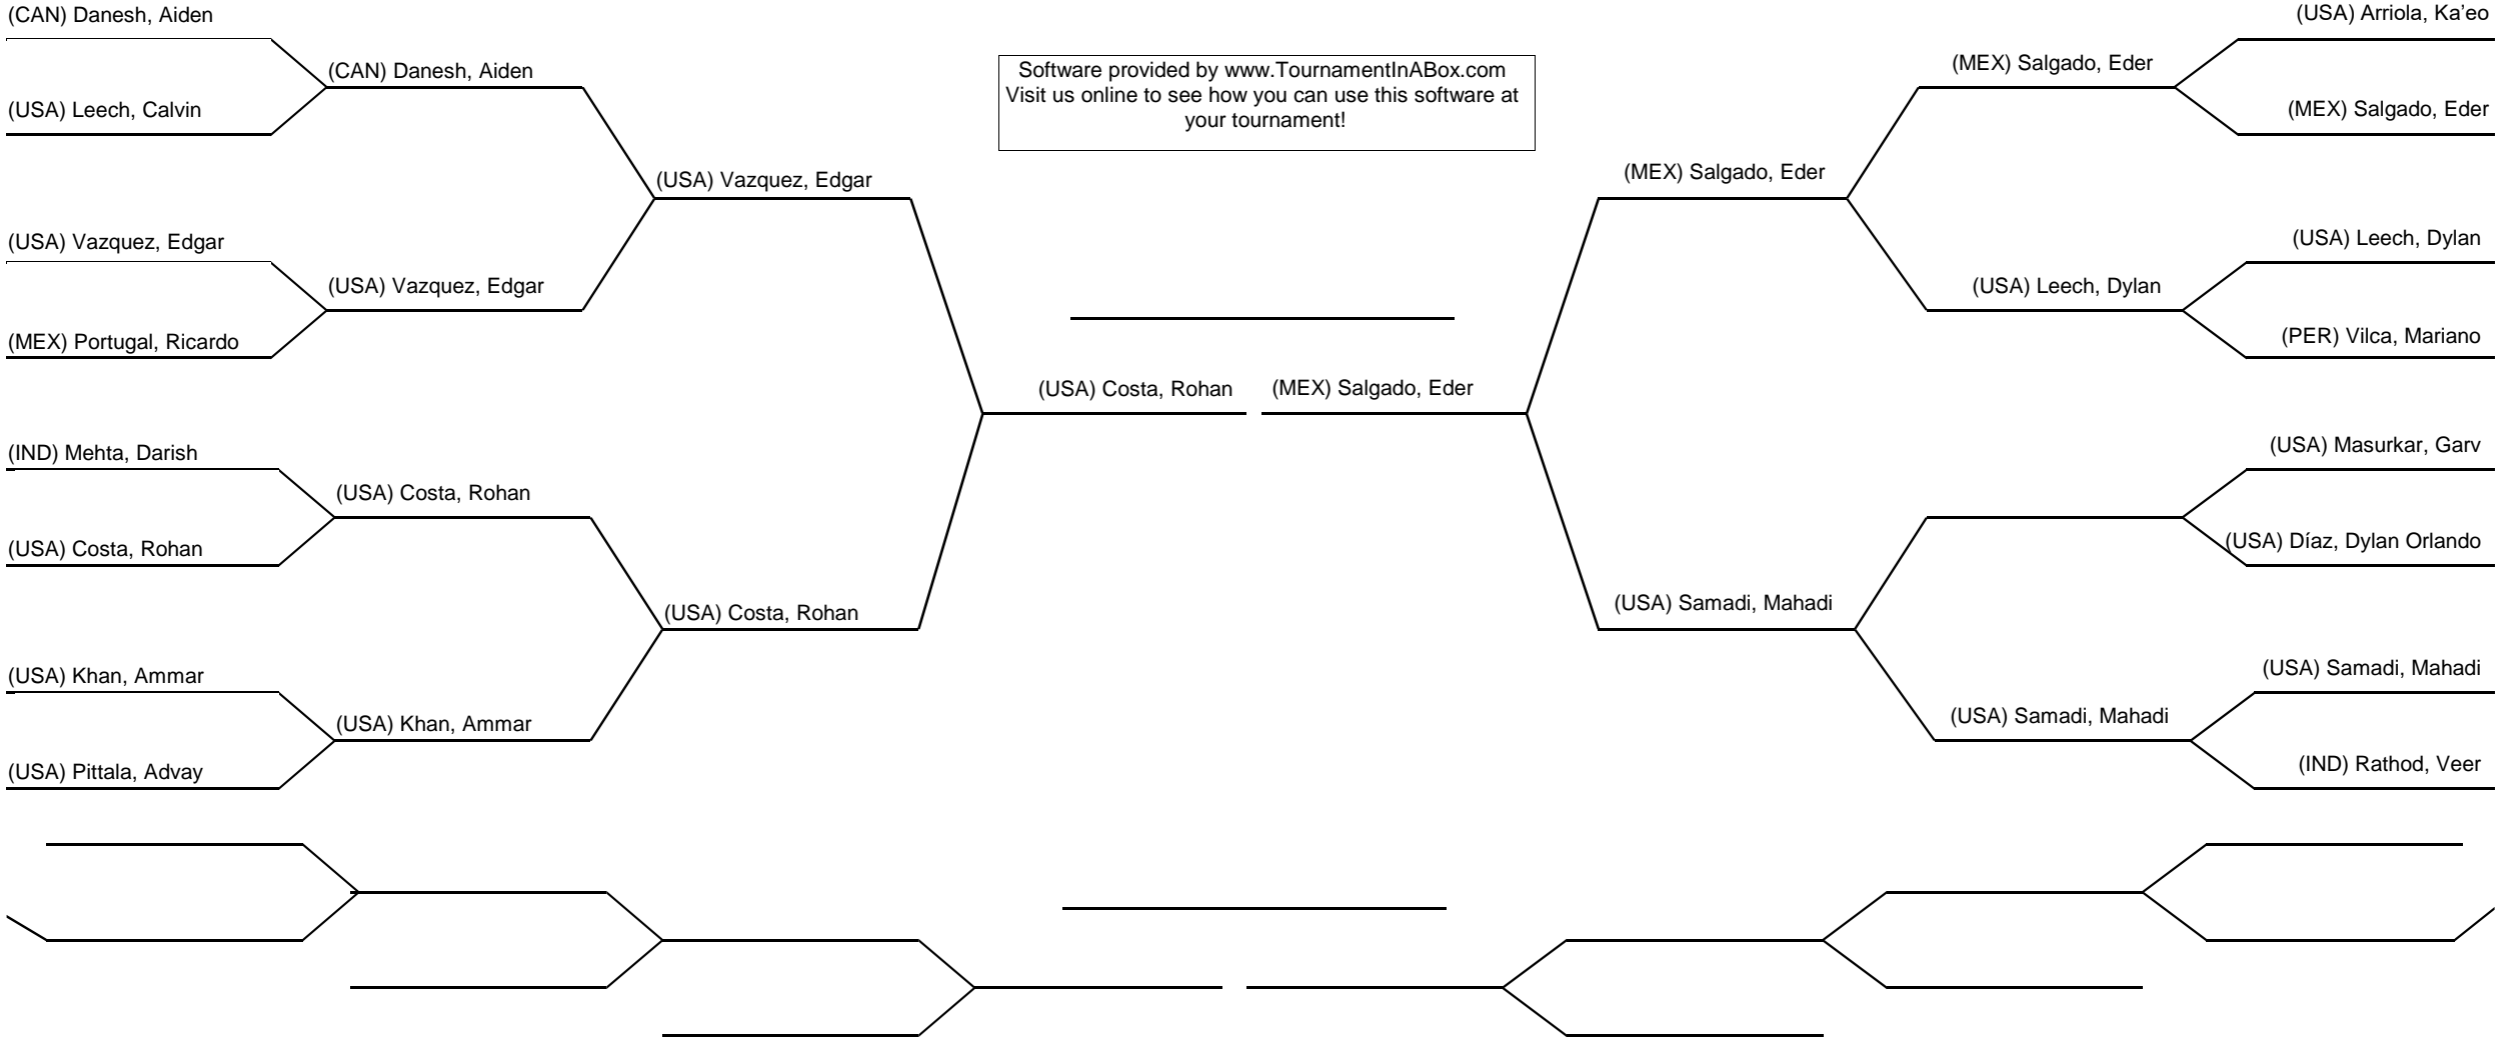 (CAN) Danesh, Aiden
(USA) Leech, Calvin
(USA) Vazquez, Edgar
(MEX) Portugal, Ricardo
(IND) Mehta, Darish
(USA) Costa, Rohan
(USA) Khan, Ammar
(USA) Pittala, Advay
(CAN) Danesh, Aiden
(USA) Vazquez, Edgar
(USA) Costa, Rohan
(USA) Khan, Ammar
(USA) Vazquez, Edgar
(USA) Costa, Rohan
Software provided by www.TournamentInABox.com
Visit us online to see how you can use this software at
your tournament!
(USA) Costa, Rohan
(MEX) Salgado, Eder
(MEX) Salgado, Eder
(USA) Samadi, Mahadi
(MEX) Salgado, Eder
(USA) Leech, Dylan
(USA) Samadi, Mahadi
(USA) Arriola, Ka’eo
(MEX) Salgado, Eder
(USA) Leech, Dylan
(PER) Vilca, Mariano
(USA) Masurkar, Garv
(USA) Díaz, Dylan Orlando
(USA) Samadi, Mahadi
(IND) Rathod, Veer